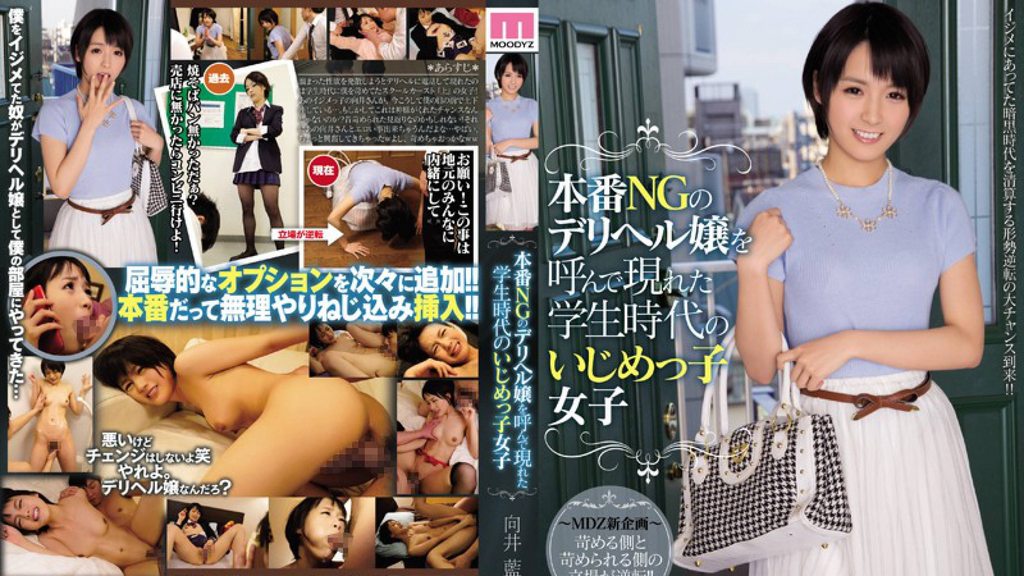 僕をイジメてた奴がデリヘル嬢として僕の部屋にやってきた…
過去
焼そばパン無かっただぁ？
売店に無かったらコンビニ行けよ…
*あらすじ*
現在
お願い！この事は
地元のみんなに
内緒にして。
立場が逆転
屈辱的なオプションを次々に追加!!
本番だって無理やりねじ込み挿入!!
悪いけど
チェンジはしないよ笑
やれよ。
デリヘル嬢なんだろ？
MOODYZ
本番NGのデリヘル嬢を呼んで現れた
学生時代のいじめっ子女子
向井 藍
イジメにあってた暗黒時代を清算する形勢逆転の大チャンス到来!!
本番NGの
デリヘル嬢を
呼んで現れた
学生時代の
いじめっ子
女子
〜MDZ新企画〜
苛める側と
苛められる側の
立場が逆転!!